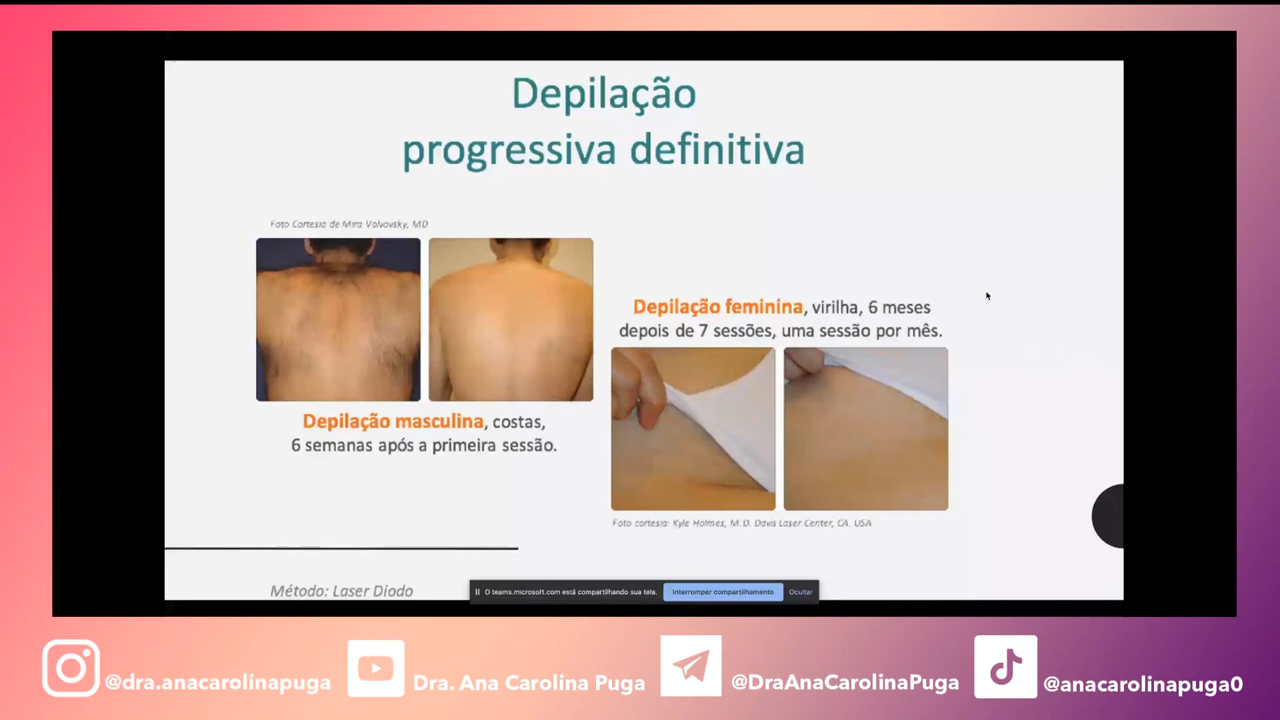 Depilação
progressiva definitiva
Foto Cortesia de Mira Volvovsky, MD
Depilação masculina, costas,
6 semanas após a primeira sessão.
Depilação feminina, virilha, 6 meses
depois de 7 sessões, uma sessão por mês.
Foto cortesia: Kyle Holmes, M.D. Davis Laser Center, CA. USA
Método: Laser Diodo
O teams.microsoft.com está compartilhando sua tela. Interromper compartilhamento Ocultar
@dra.anacarolinapuga Dra. Ana Carolina Puga @DraAnaCarolinaPuga @anacarolinapuga0